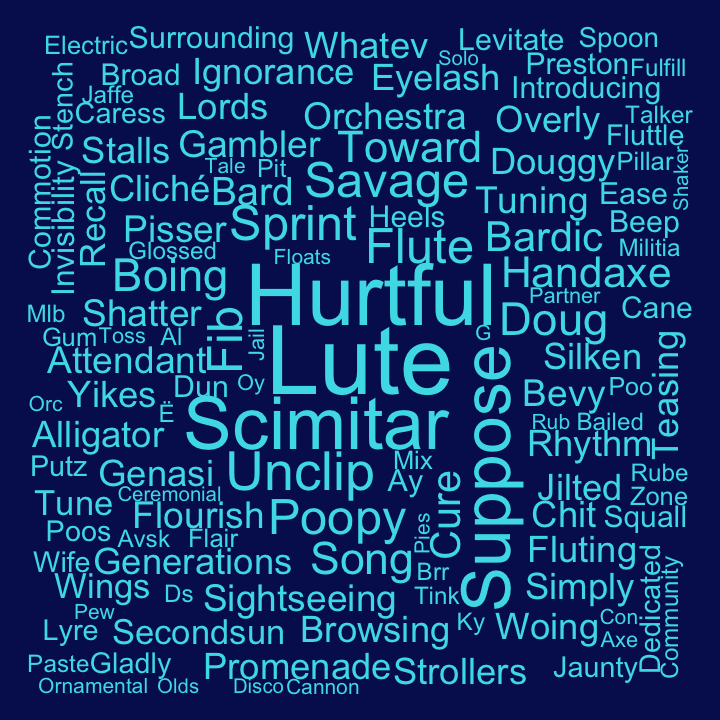 Electric Surrounding Whatev Levitate Spoon
Broad Ignorance Eyelash Solo Preston Fulfill
Jaffe Introducing
Caress Lords Orchestra Overly Talker
Stench Commotion Stalls Gambler Toward Douggy Fluttle
Tale Pit Pillar Shaker
Invisibility Recall Cliché Bard Savage Tuning Ease
Pisser Sprint Heels Bardic Beep
Glossed Floats Flute Militia
Boing Hurtful Handaxe
Partner
Mlb Shatter Fib Doug Cane
Gum Toss Al Jail G
Attendant Lute Silken Teasing
Yikes Dun Oy Suppose Bevy Poo
Orc Ë Scimitar Rub Bailed
Alligator Rhythm
Putz Genasi Unclip Mix Ay Cure Jilted Rube
Ceremonial Zone
Tune Flourish Poopy Chit Squall
Poos Avsk Flair Pies
Wife Generations Song Fluting
Brr
Wings Ds Sightseeing Tink Simply Dedicated Community
Pew
Lyre Secondsun Browsing Ky Woing Con
Axe
Paste Gladly Promenade Strollers Jaunty
Ornamental Olds Disco Cannon